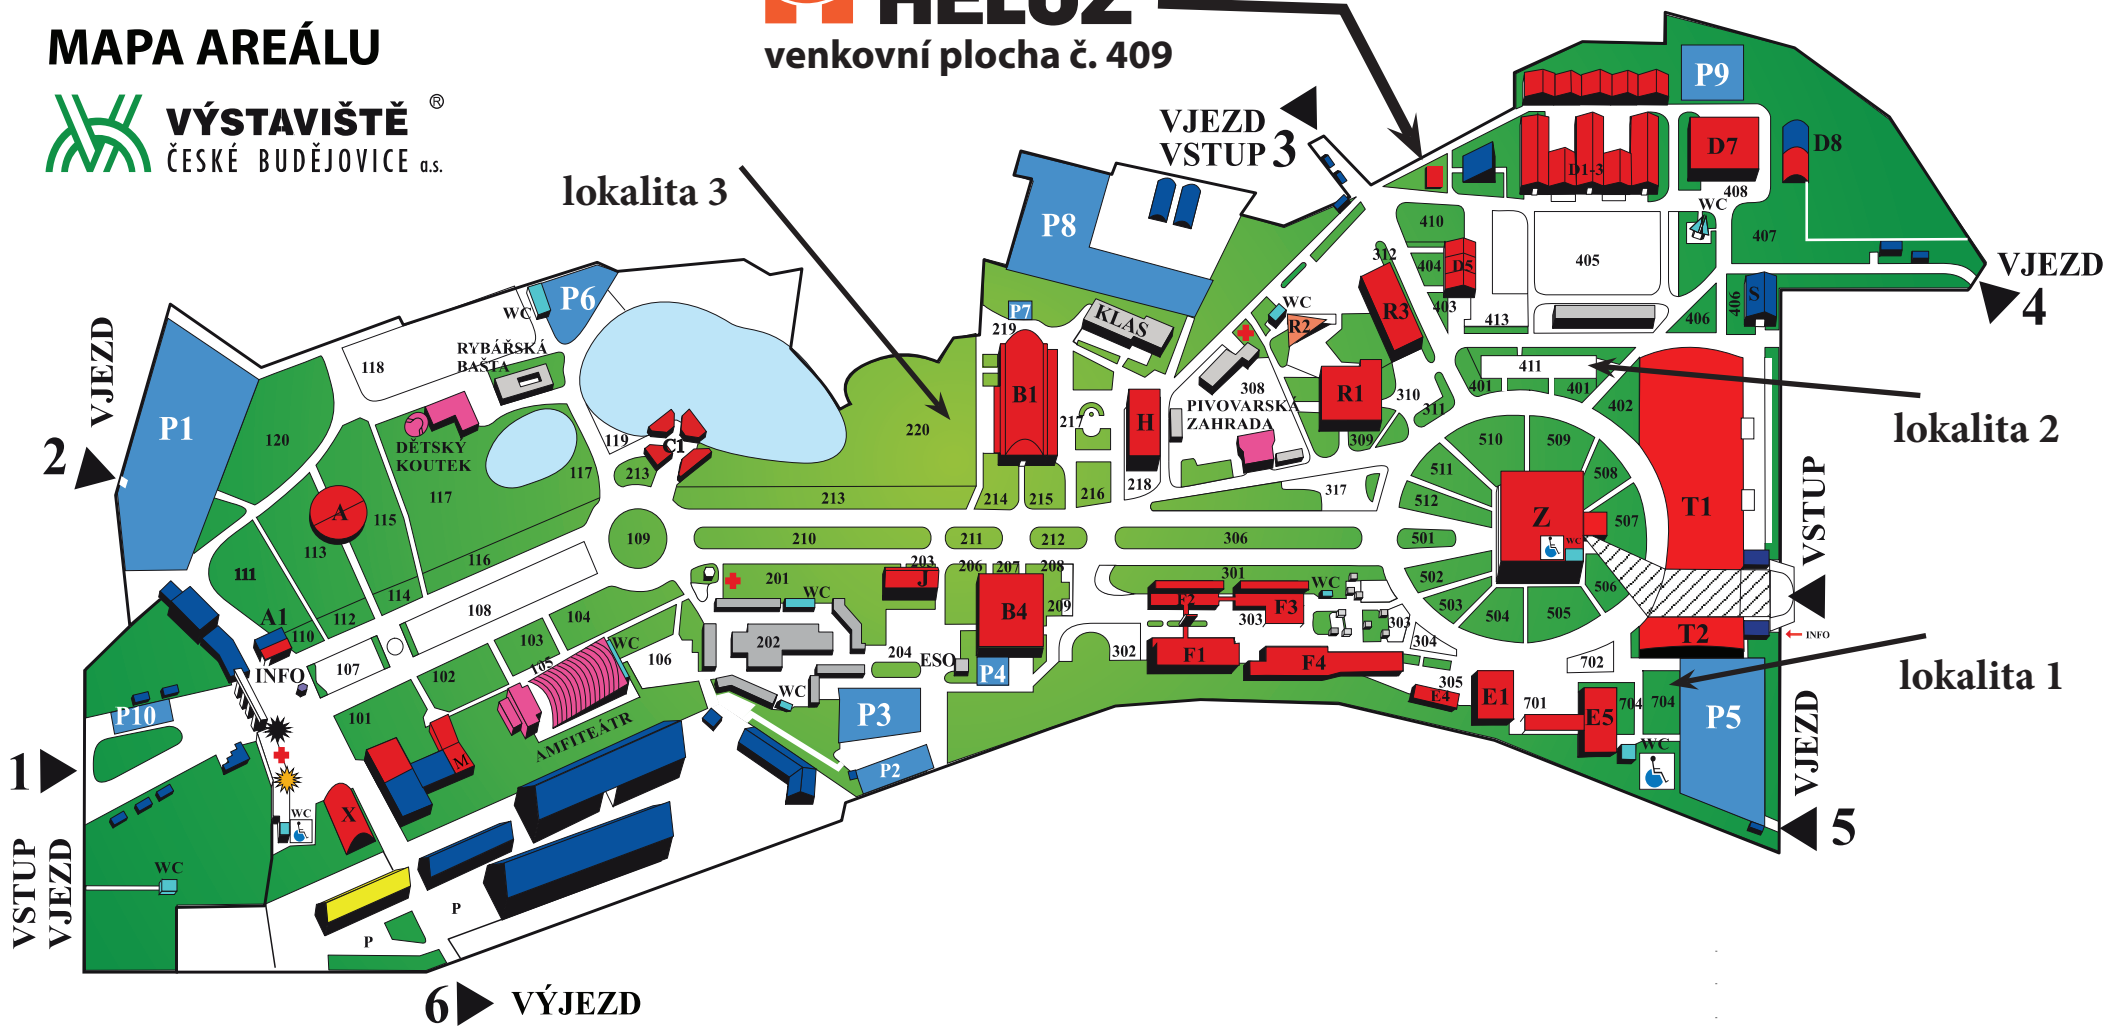 HELUZ
venkovní plocha č. 409
MAPA AREÁLU
VÝSTAVIŠTĚ ®
ČESKÉ BUDĚJOVICE a.s.
lokalita 3
VJEZD
VSTUP 3
P9
D7
D8
D1-3
408
WC
407
410
404
D5
403
405
413
406
406
S
VJEZD
4
P8
P7
219
KLAS
B1
217
H
218
220
213
214
215
216
WC
R2
312
R3
R1
310
311
309
308
PIVOVARSKÁ
ZAHRADA
317
411
401
401
402
lokalita 2
P6
WC
RYBÁŘSKÁ
BAŠTA
118
119
C1
213
DĚTSKÝ
KOUTEK
117
117
VJEZD
2
P1
120
A
113
115
116
111
114
112
110
A1
INFO
109
108
107
210
211
212
306
501
510
509
508
511
512
507
Z
WC
502
503
504
505
506
T1
T2
VSTUP
INFO
lokalita 1
201
WC
203
J
206
207
208
209
B4
202
204
ESO
P4
WC
P3
P2
301
F2
F3
303
WC
303
304
302
F1
F4
305
E4
E1
701
702
E5
704
704
WC
P5
VJEZD
5
104
103
105
102
101
106
WC
AMFITEÁTR
M
X
WC
P10
1
VSTUP
VJEZD
WC
P
P
6
VÝJEZD